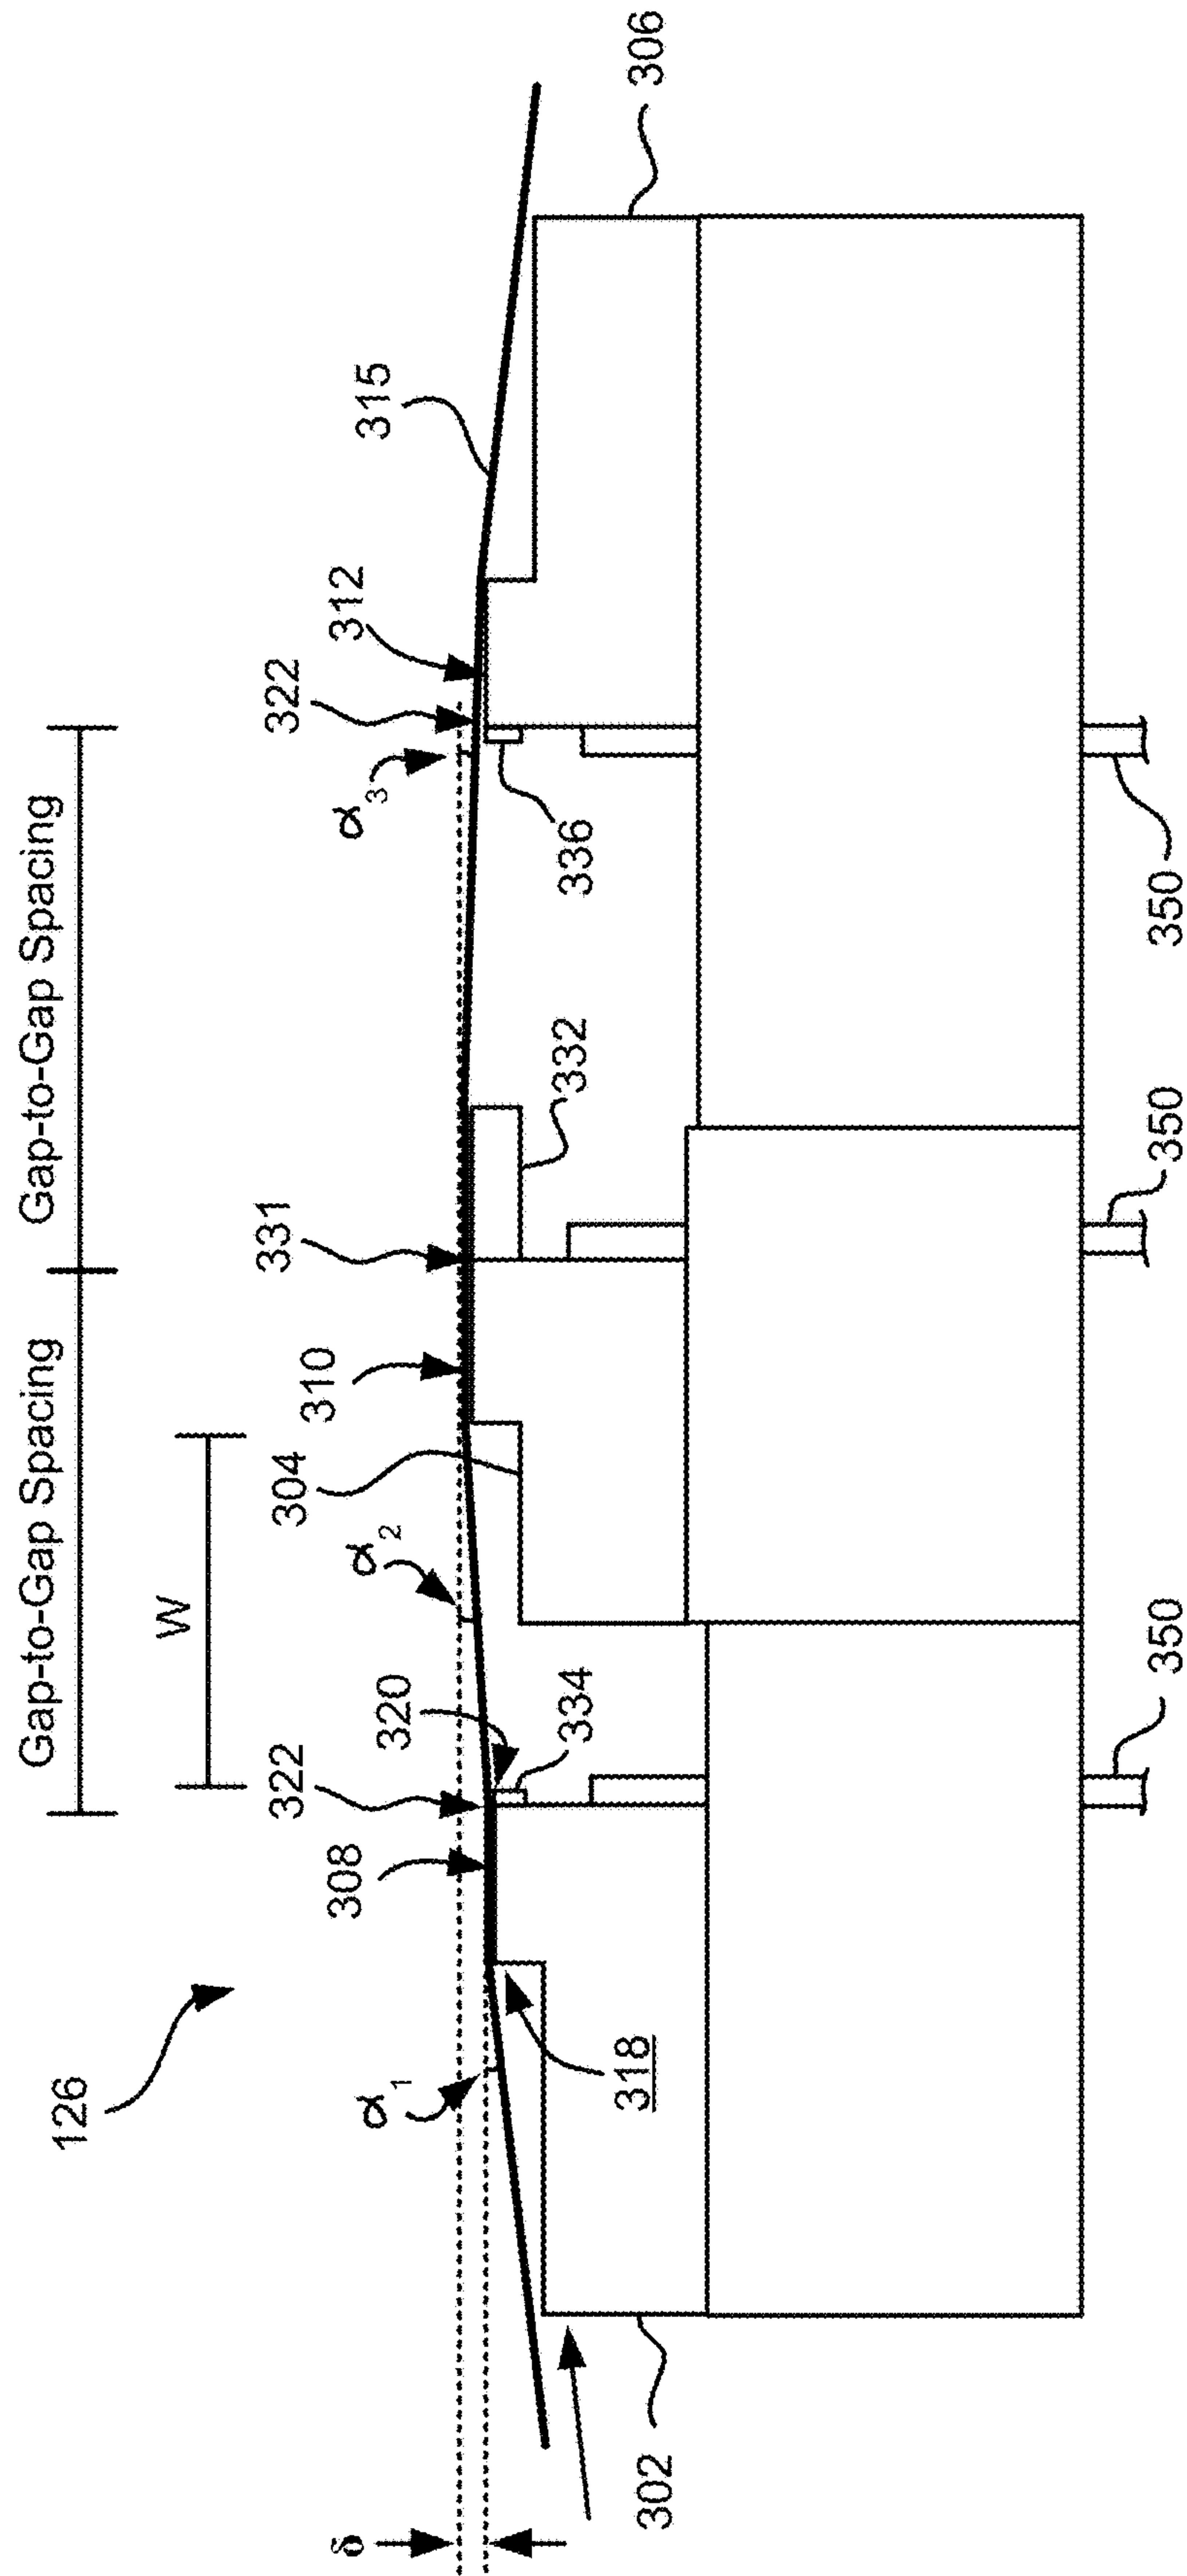 Gap-to-Gap Spacing
Gap-to-Gap Spacing
W
126
δ
α1
308
322
320
334
α2
304
310
331
332
α3
322
312
336
315
318
302
306
350
350
350